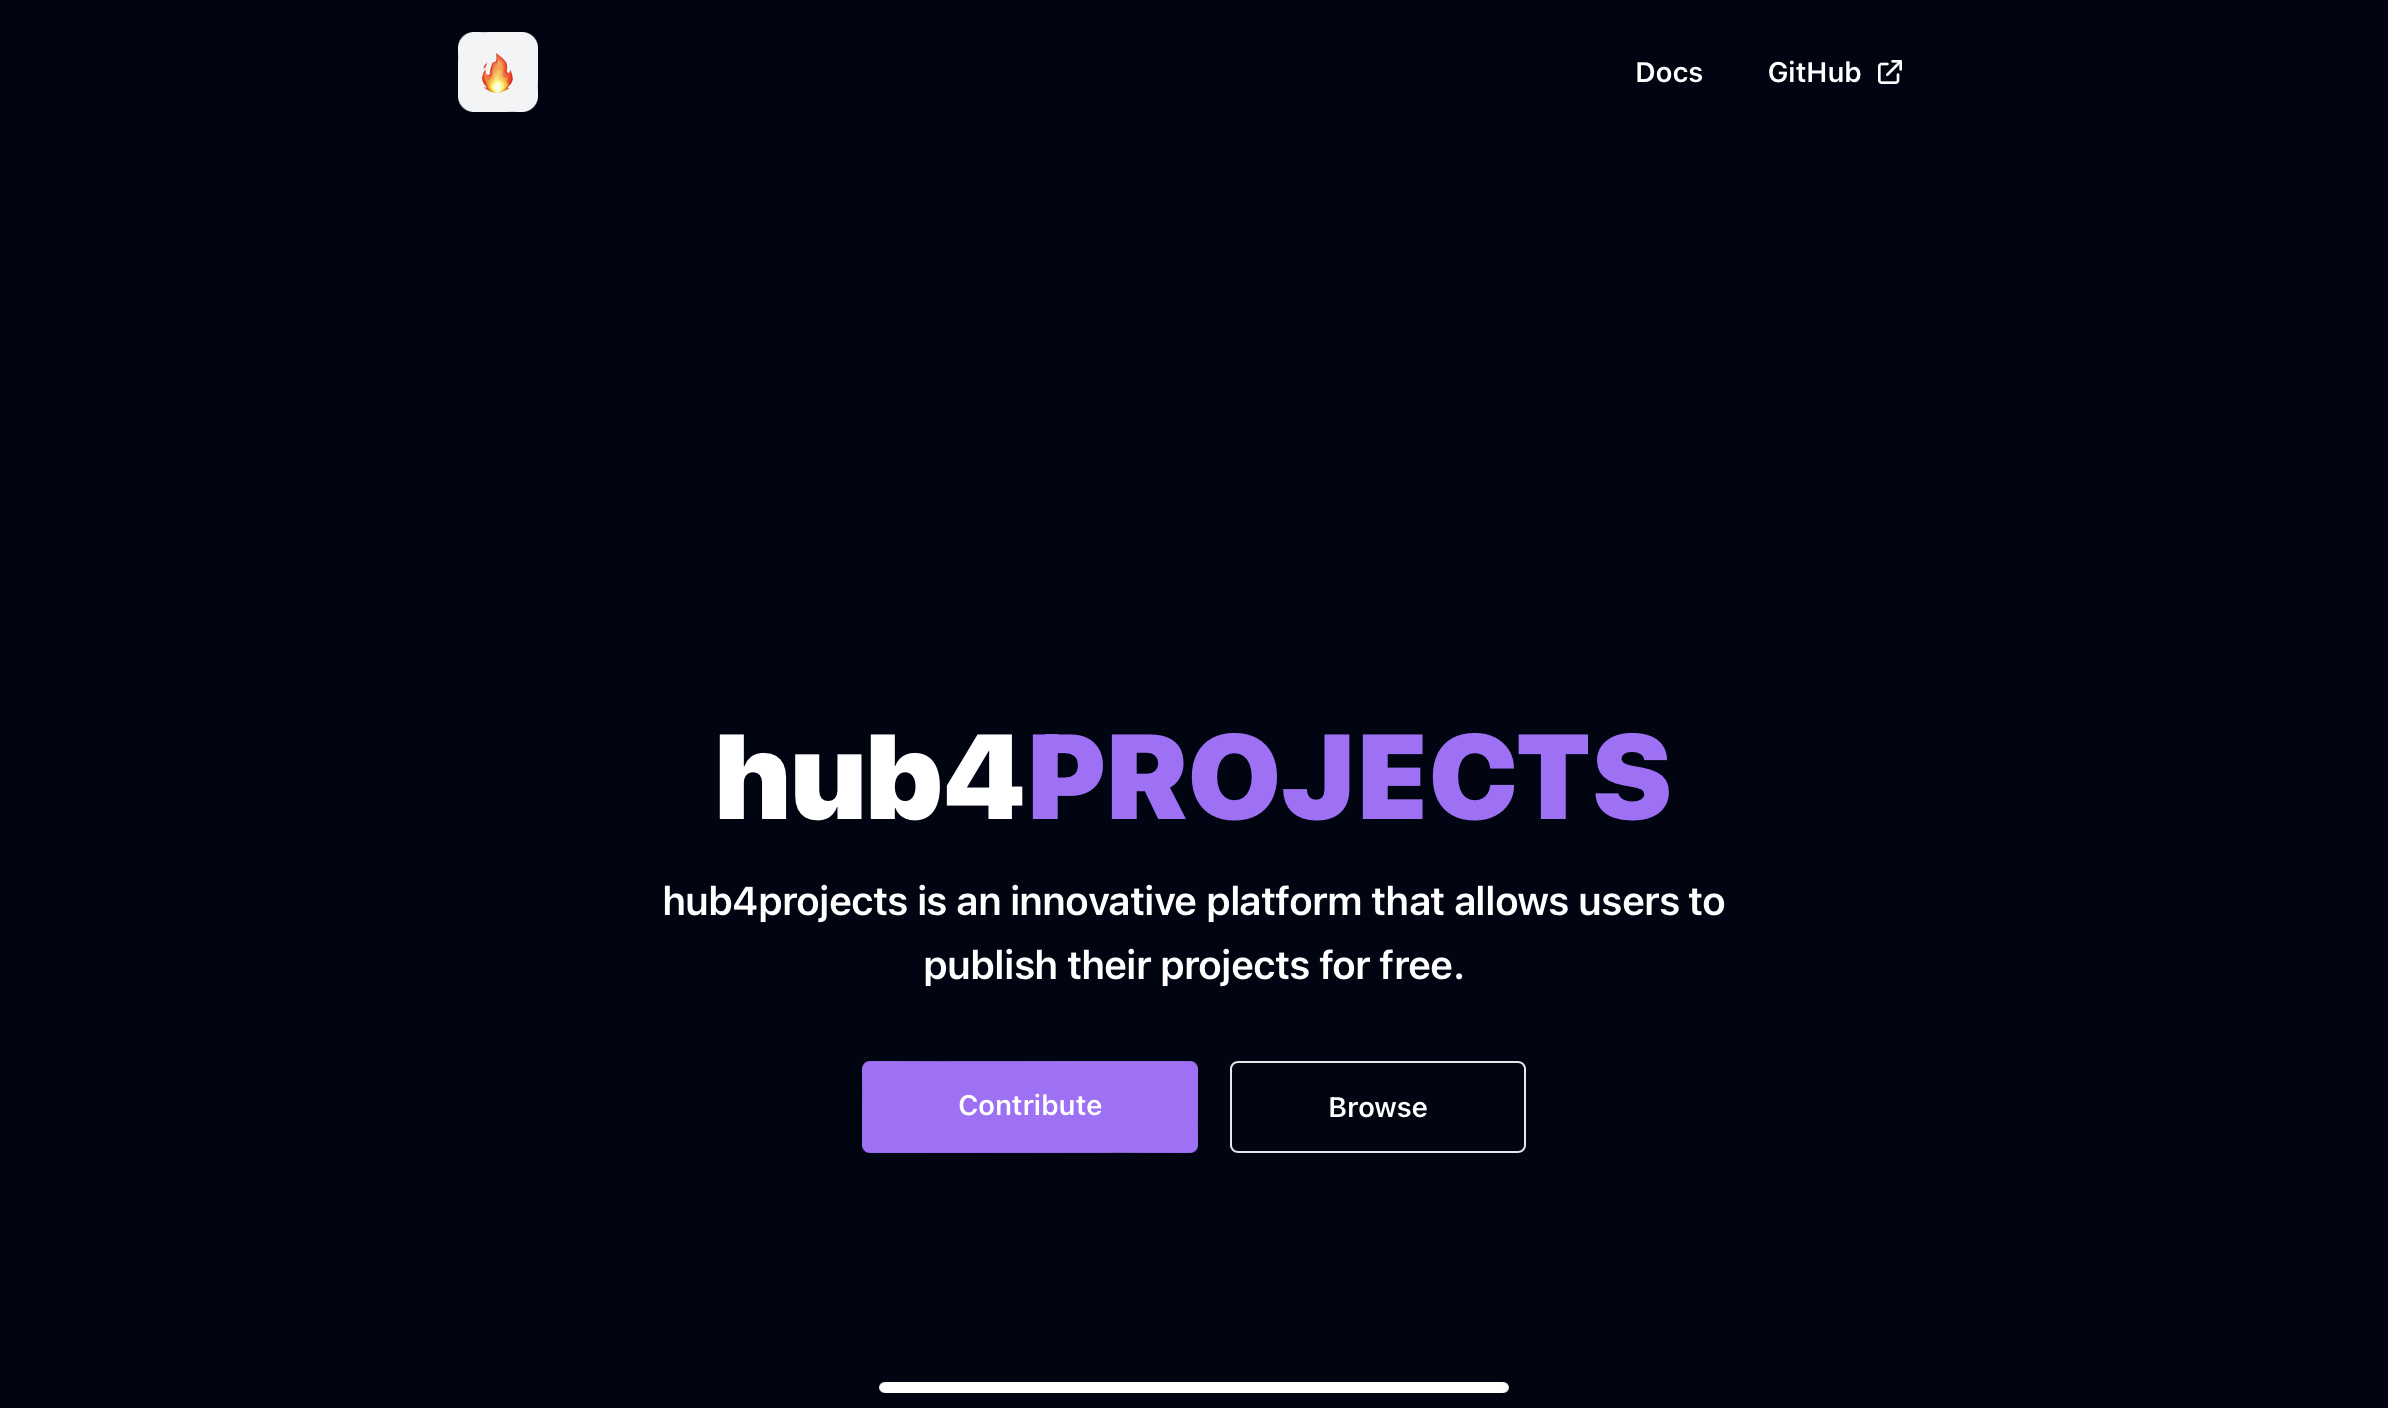 Docs
GitHub
hub4PROJECTS
hub4projects is an innovative platform that allows users to
publish their projects for free.
Contribute
Browse